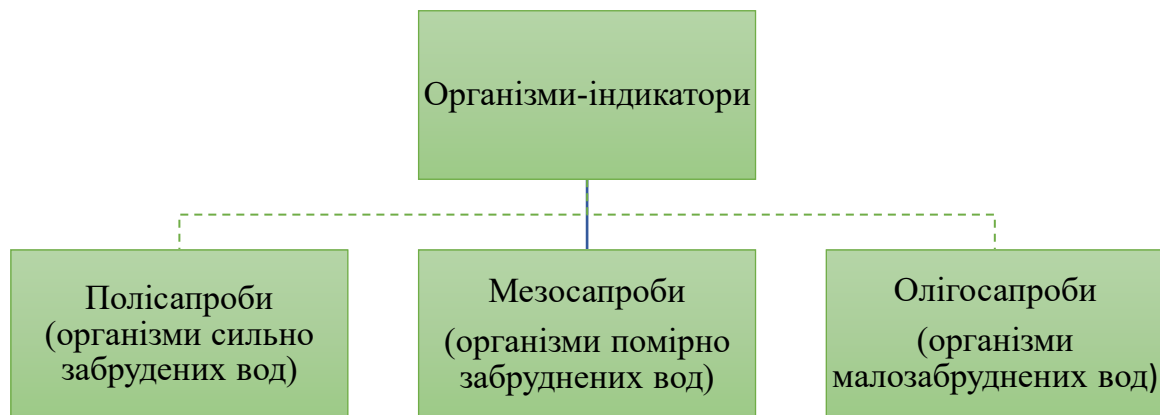 Організми-індикатори
Полісапроби
(організми сильно
забрудених вод)
Мезосапроби
(організми помірно
забруднених вод)
Олігосапроби
(організми
малозабруднених вод)